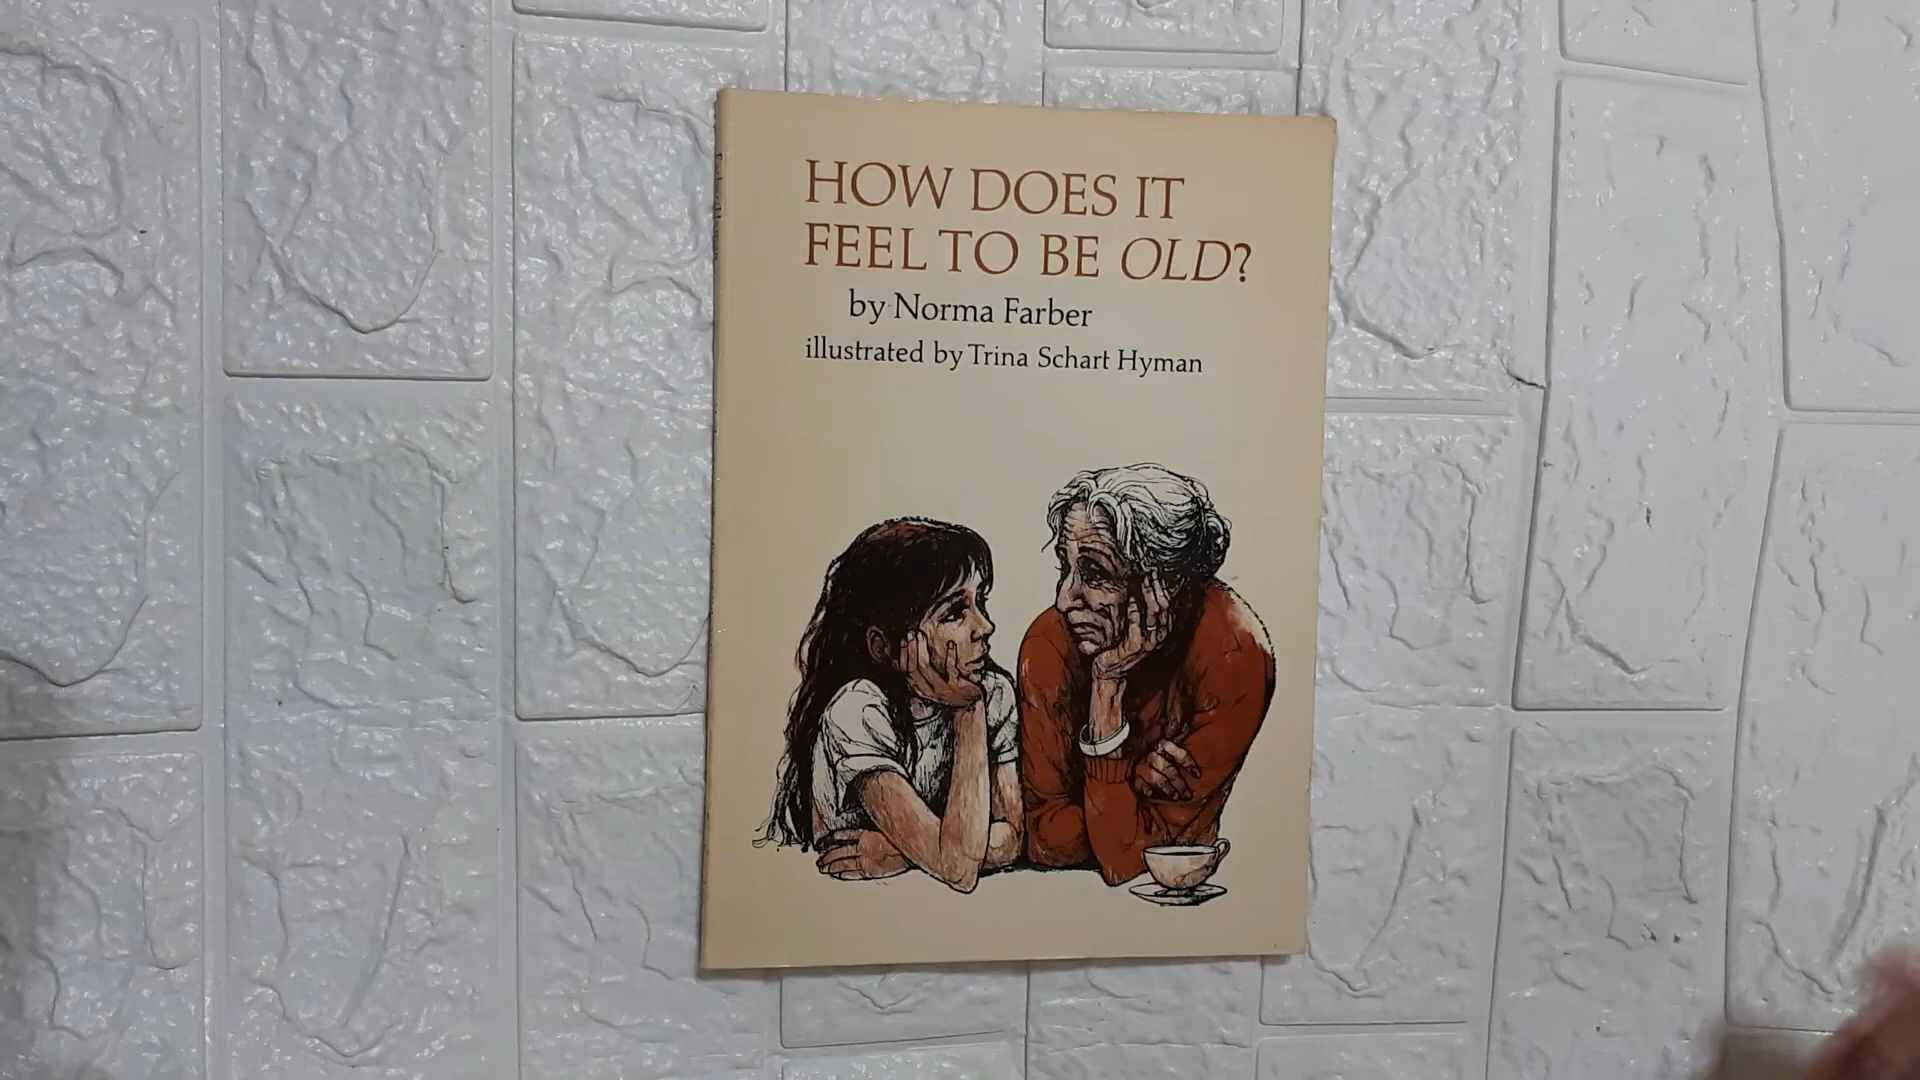 HOW DOES IT
FEEL TO BE OLD?
by Norma Farber
illustrated by Trina Schart Hyman